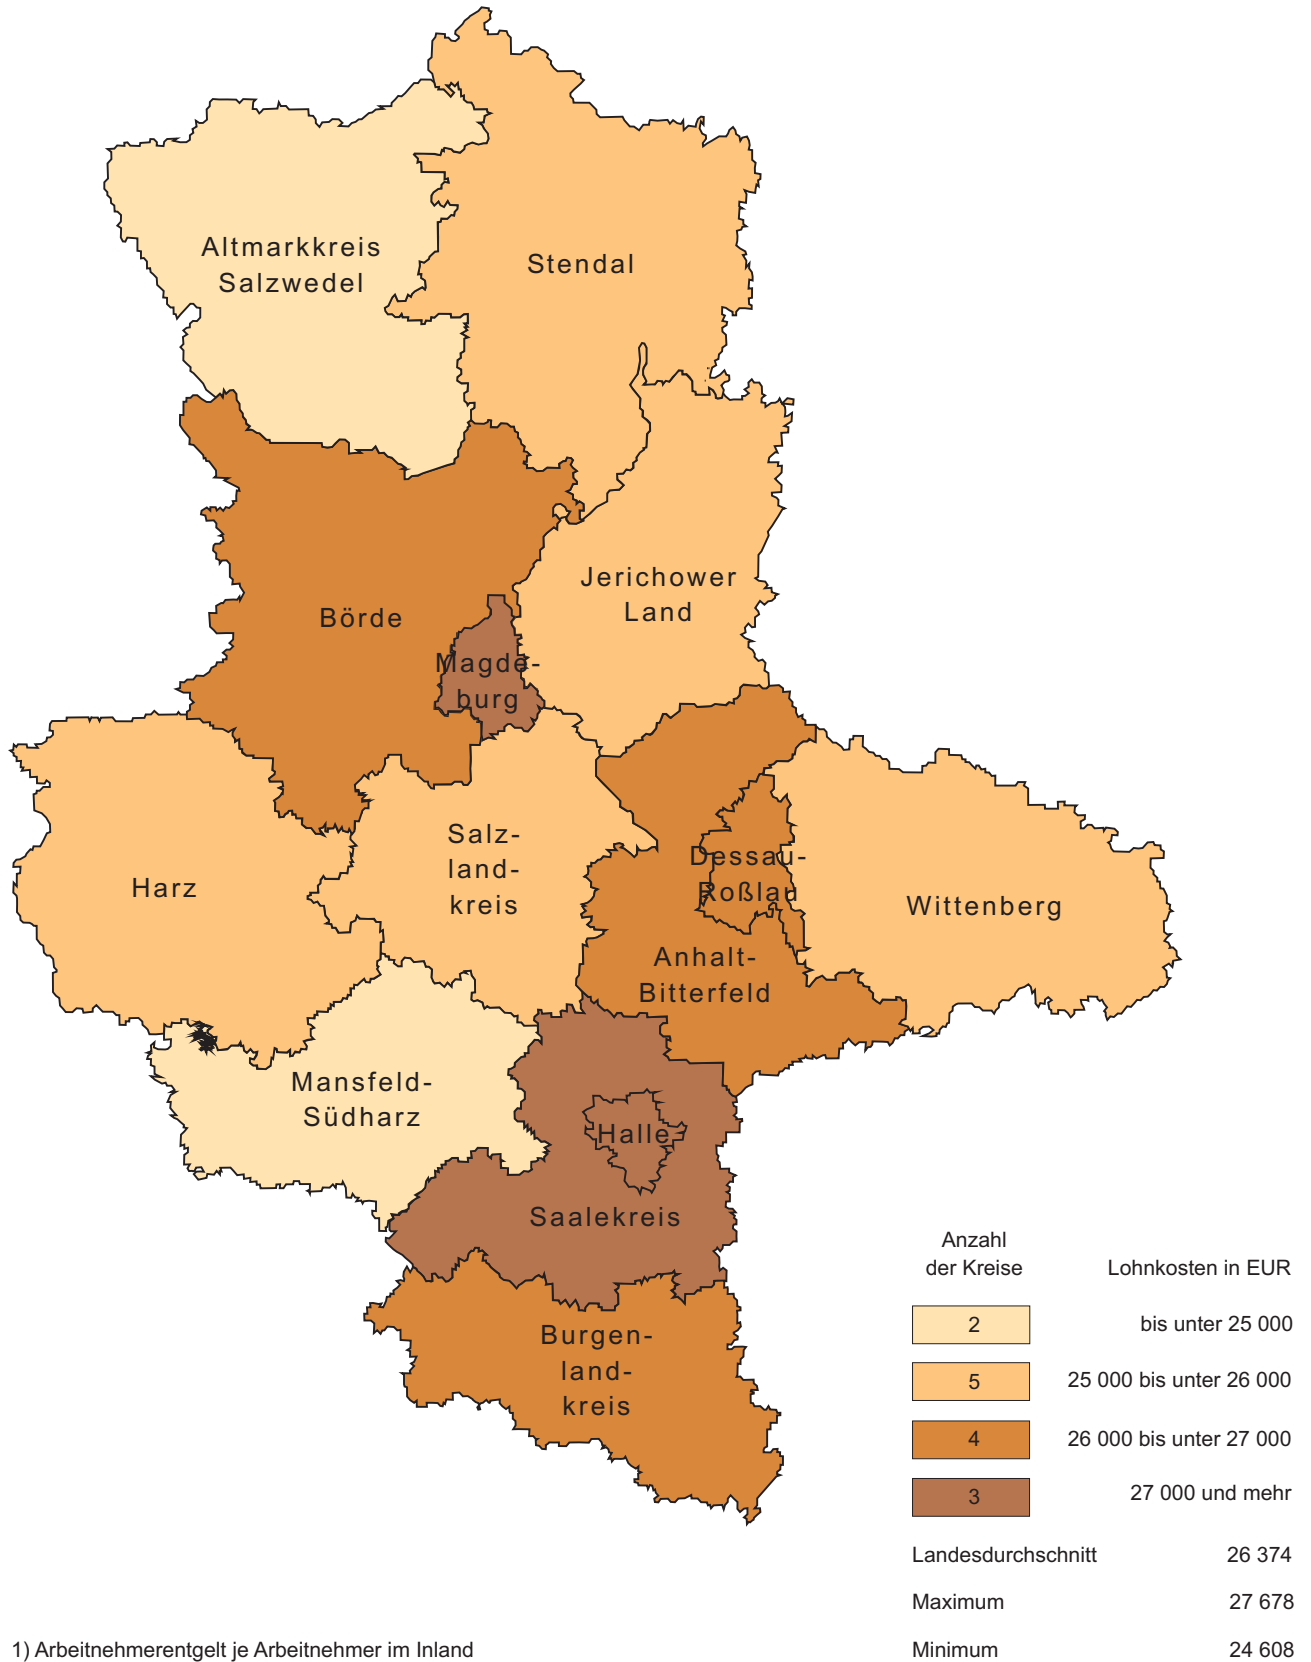 Altmarkkreis
Salzwedel
Stendal
Jerichower
Land
Börde
Magde-
burg
Salz-
land-
kreis
Harz
Dessau-
Roßlau
Wittenberg
Anhalt-
Bitterfeld
Mansfeld-
Südharz
Halle
Saalekreis
Burgen-
land-
kreis
Anzahl
der Kreise Lohnkosten in EUR
2 bis unter 25 000
5 25 000 bis unter 26 000
4 26 000 bis unter 27 000
3 27 000 und mehr
Landesdurchschnitt 26 374
Maximum 27 678
Minimum 24 608
1) Arbeitnehmerentgelt je Arbeitnehmer im Inland